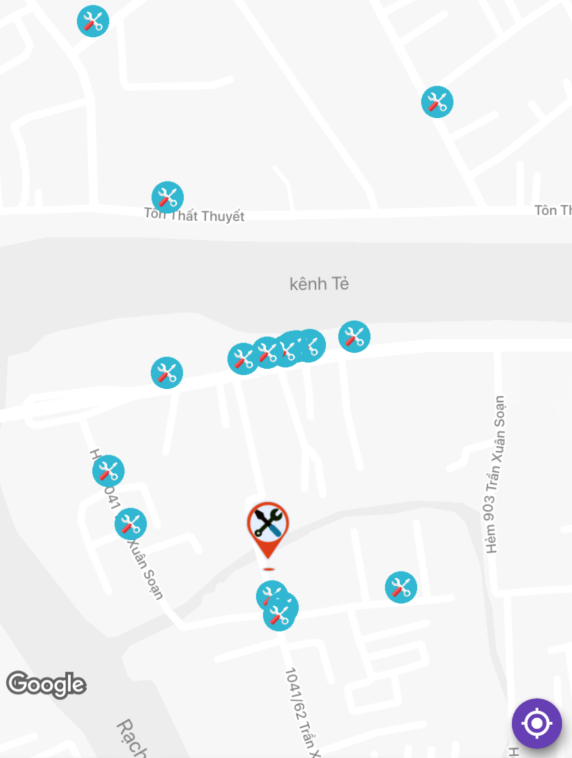 Tôn Thất Thuyết
Tôn Th
kênh Tẻ
Hẻm 903 Trần Xuân Soạn
041
Xuân Soạn
Google
1041/62 Trần X
Rạch
H